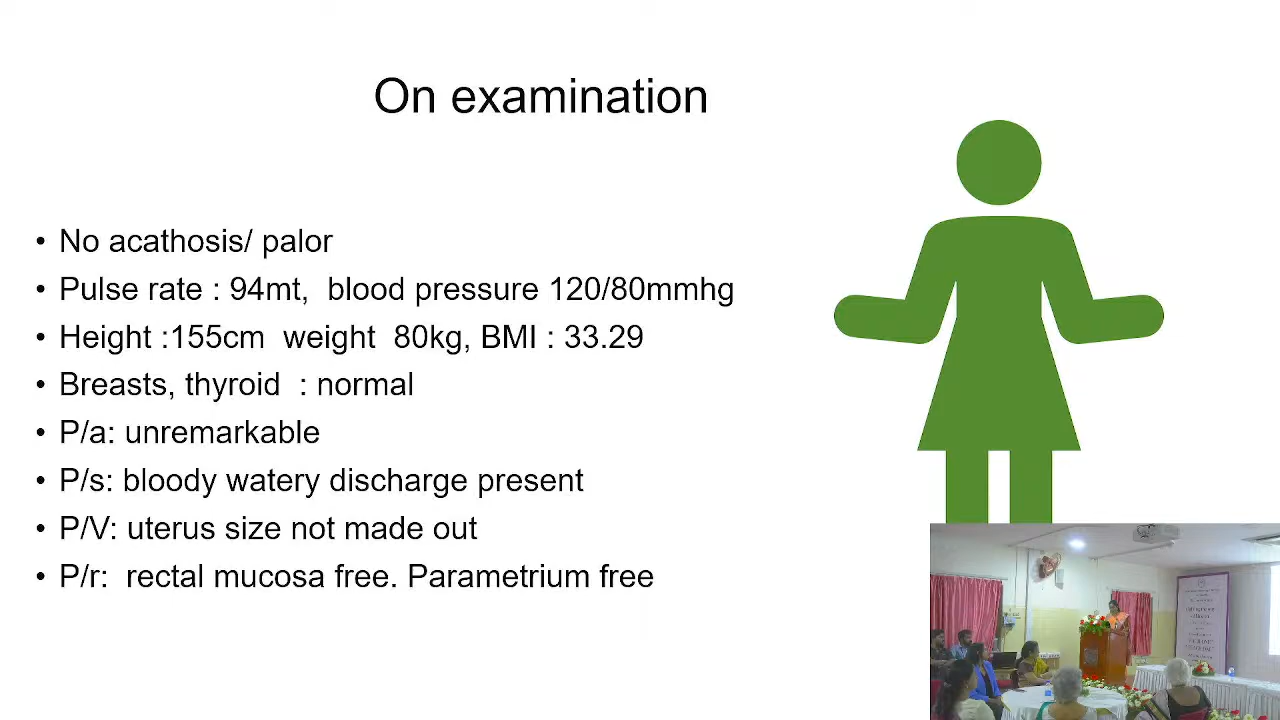 On examination
• No acathosis/ palor
• Pulse rate : 94mt, blood pressure 120/80mmhg
• Height :155cm weight 80kg, BMI : 33.29
• Breasts, thyroid : normal
• P/a: unremarkable
• P/s: bloody watery discharge present
• P/V: uterus size not made out
• P/r: rectal mucosa free. Parametrium free